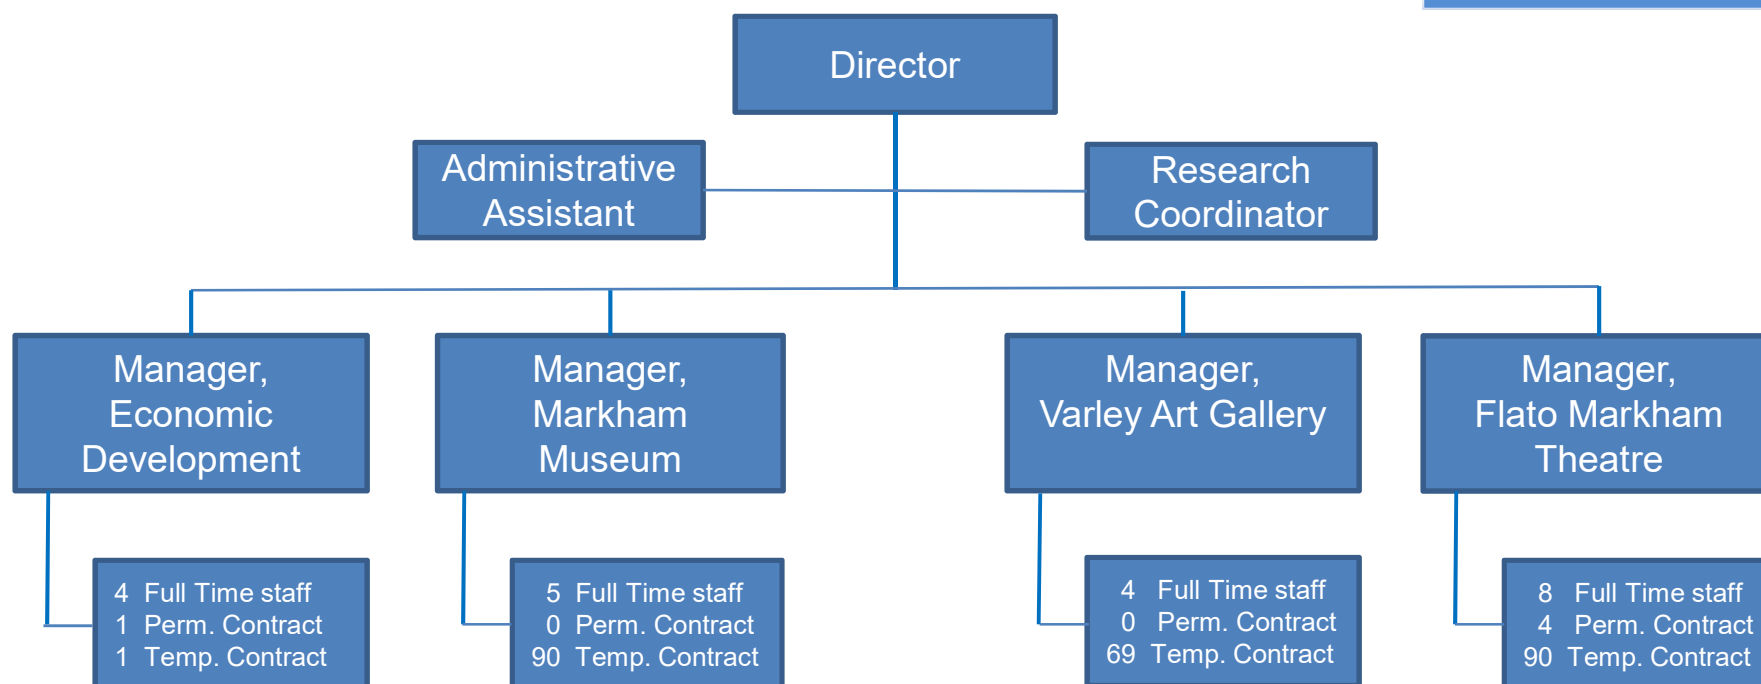 Director
Administrative
Assistant
Research
Coordinator
Manager,
Economic
Development
Manager,
Markham
Museum
Manager,
Varley Art Gallery
Manager,
Flato Markham
Theatre
4 Full Time staff
1 Perm. Contract
1 Temp. Contract
5 Full Time staff
0 Perm. Contract
90 Temp. Contract
4 Full Time staff
0 Perm. Contract
69 Temp. Contract
8 Full Time staff
4 Perm. Contract
90 Temp. Contract